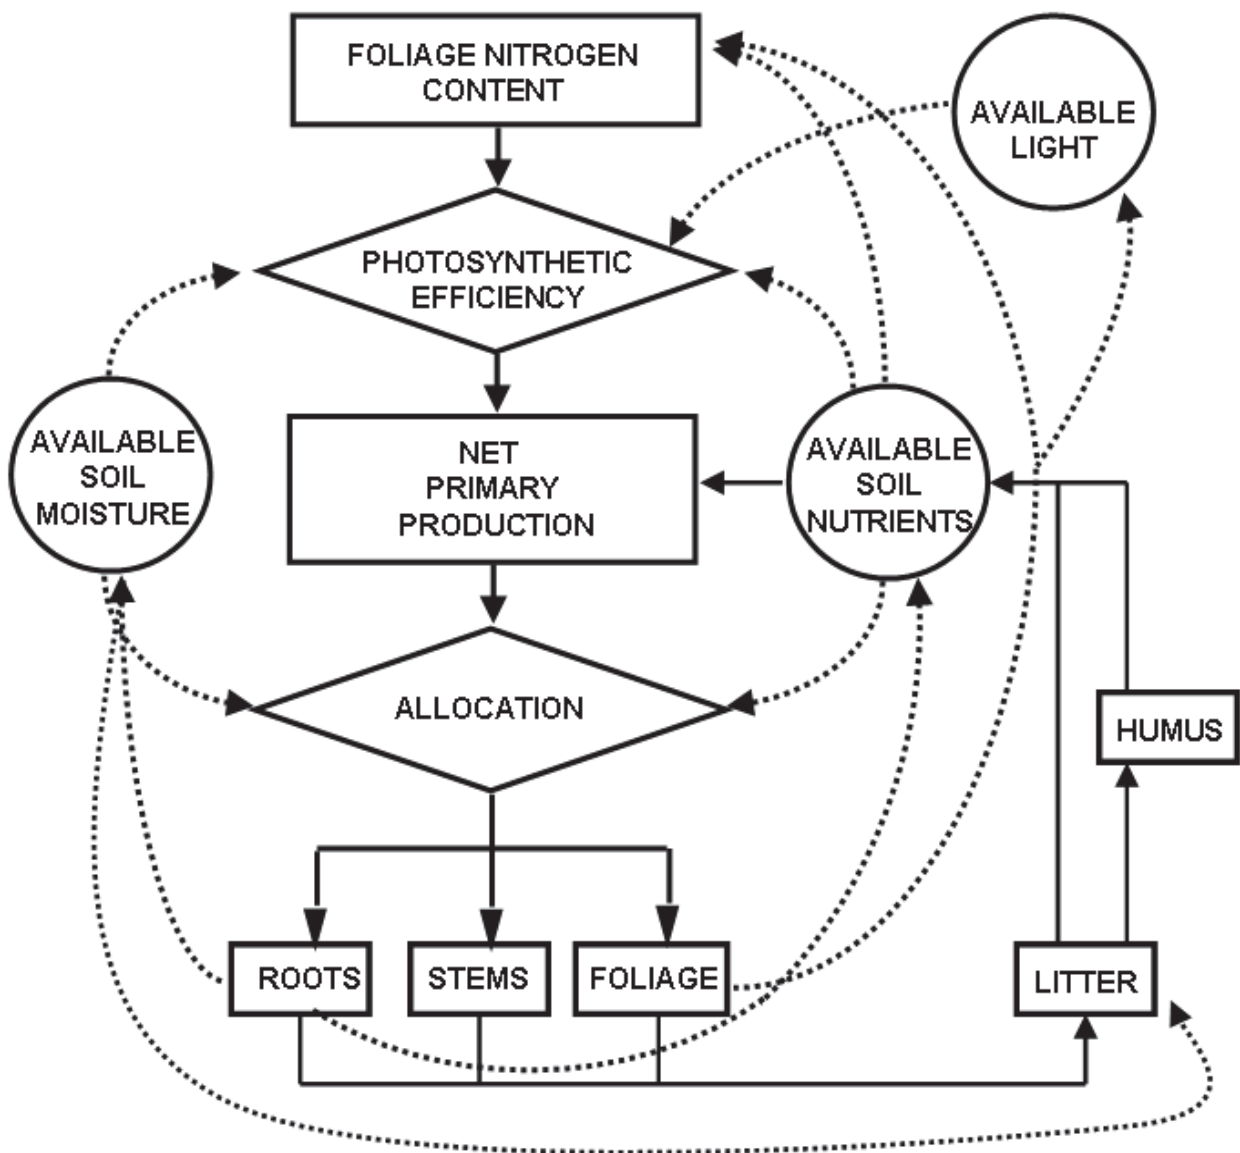 FOLIAGE NITROGEN
CONTENT
AVAILABLE
LIGHT
PHOTOSYNTHETIC
EFFICIENCY
AVAILABLE
SOIL
MOISTURE
NET
PRIMARY
PRODUCTION
AVAILABLE
SOIL
NUTRIENTS
ALLOCATION
HUMUS
ROOTS
STEMS
FOLIAGE
LITTER